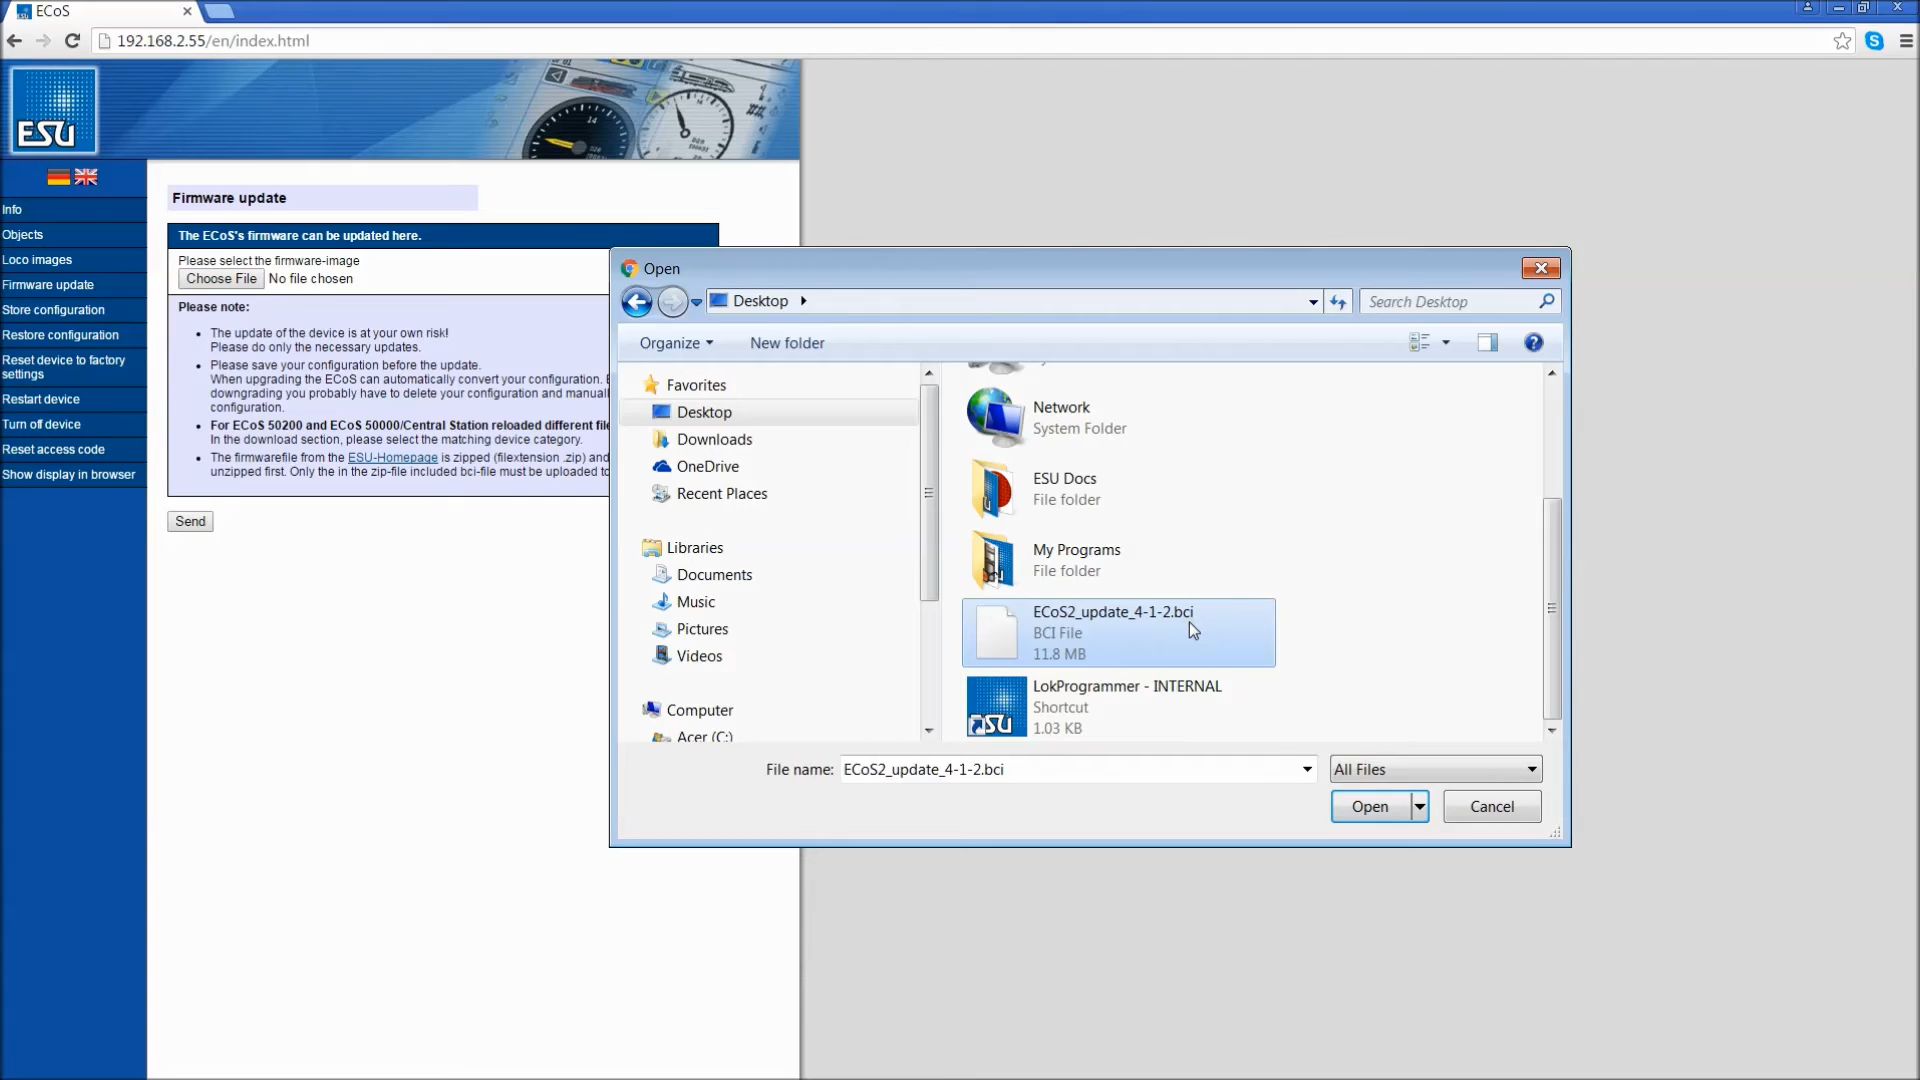 ECoS
192.168.2.55/en/index.html
ESU
Info
Objects
Loco images
Firmware update
Store configuration
Restore configuration
Reset device to factory
settings
Restart device
Turn off device
Reset access code
Show display in browser
Firmware update
The ECoS's firmware can be updated here.
Please select the firmware-image
Choose File No file chosen
Please note:
• The update of the device is at your own risk!
Please do only the necessary updates.
• Please save your configuration before the update.
When upgrading the ECoS can automatically convert your configuration.
downgrading you probably have to delete your configuration and
configuration.
• For ECoS 50200 and ECoS 50000/Central Station reloaded different
In the download section, please select the matching device category.
• The firmwarefile from the ESU-Homepage is zipped (filextension .zip) and
unzipped first. Only the in the zip-file included bci-file must be uploaded
Send
Open
Desktop
Search Desktop
Organize New folder
Favorites
Desktop
Downloads
OneDrive
Recent Places
Libraries
Documents
Music
Pictures
Videos
Computer
Acer (C:)
Network
System Folder
ESU Docs
File folder
My Programs
File folder
ECoS2_update_4-1-2.bci
BCI File
11.8 MB
LokProgrammer - INTERNAL
Shortcut
1.03 KB
ESU
File name: ECoS2_update_4-1-2.bci
All Files
Open Cancel